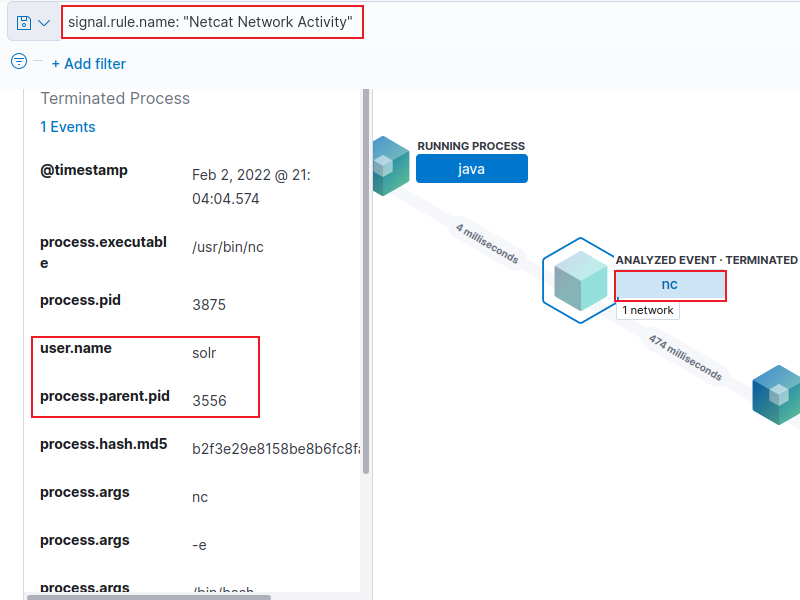 signal.rule.name: "Netcat Network Activity"
+ Add filter
Terminated Process
1 Events
@timestamp
Feb 2, 2022 @ 21:
04:04.574
process.executabl
e
/usr/bin/nc
process.pid
3875
user.name
solr
process.parent.pid
3556
process.hash.md5
b2f3e29e8158be8b6fc8f
process.args
nc
process.args
-e
process.args
/bin/bash
RUNNING PROCESS
java
4 milliseconds
ANALYZED EVENT · TERMINATED
nc
1 network
474 milliseconds